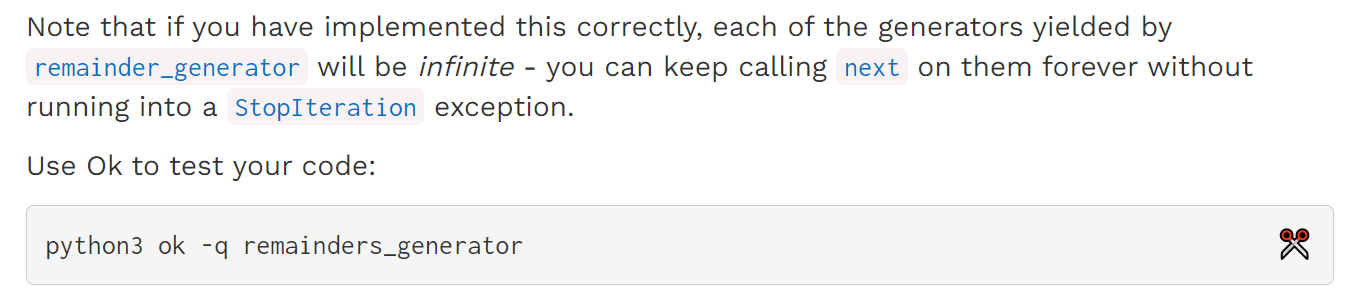 Note that if you have implemented this correctly, each of the generators yielded by
remainder_generator will be infinite - you can keep calling next on them forever without
running into a StopIteration exception.
Use Ok to test your code:
python3 ok -q remainders_generator